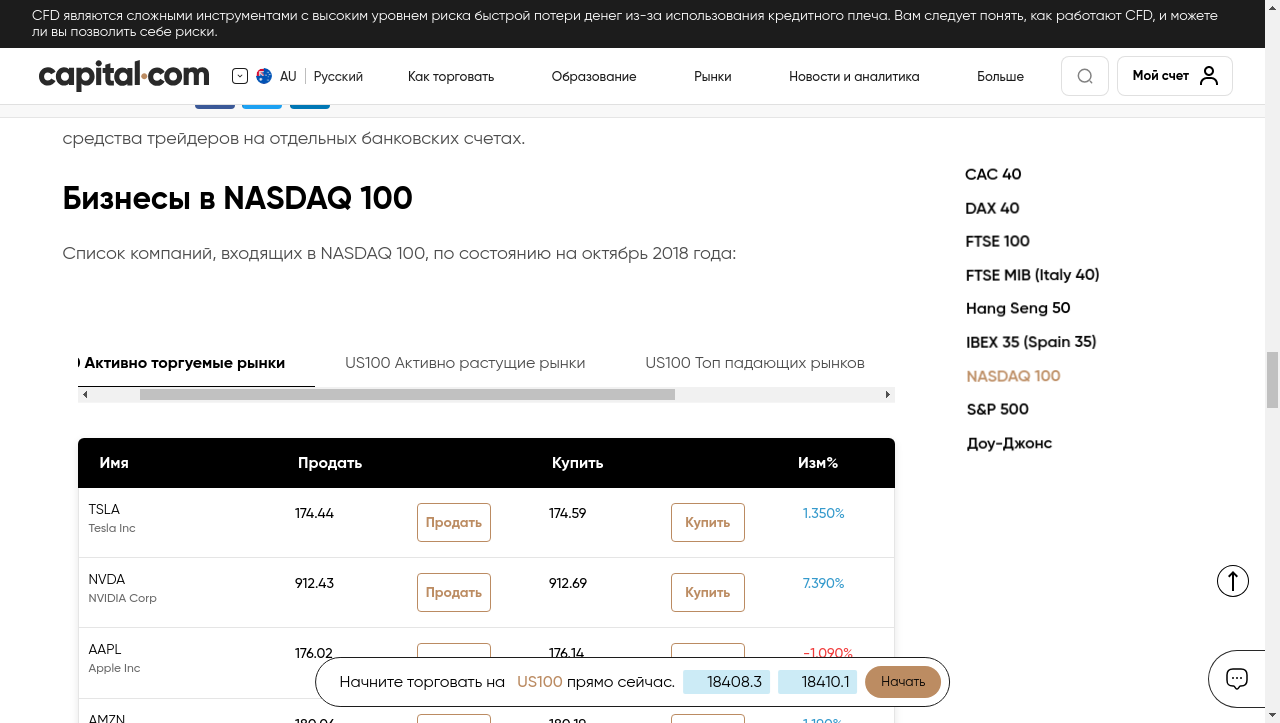 CFD являются сложными инструментами с высоким уровнем риска быстрой потери денег из-за использования кредитного плеча. Вам следует понять, как работают CFD, и можете
ли вы позволить себе риски.
capital.com AU Русский Как торговать Образование Рынки Новости и аналитика Больше Мой счет
средства трейдеров на отдельных банковских счетах.
Бизнесы в NASDAQ 100
Список компаний, входящих в NASDAQ 100, по состоянию на октябрь 2018 года:
CAC 40
DAX 40
FTSE 100
FTSE MIB (Italy 40)
Hang Seng 50
IBEX 35 (Spain 35)
NASDAQ 100
S&P 500
Доу-Джонс
Активно торгуемые рынки US100 Активно растущие рынки US100 Топ падающих рынков
Имя Продать Купить Изм%
TSLA 174.44 Продать 174.59 Купить 1.350%
Tesla Inc
NVDA 912.43 Продать 912.69 Купить 7.390%
NVIDIA Corp
AAPL 176.02 176.14 -1.090%
Apple Inc
Начните торговать на US100 прямо сейчас. 18408.3 18410.1 Начать
AMZN